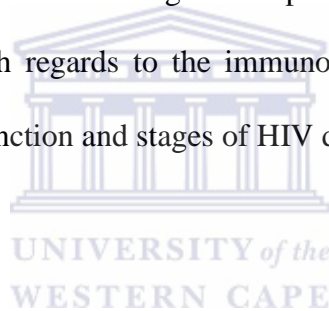 h regards to the immuno
nction and stages of HIV
UNIVERSITY of the
WESTERN CAPE